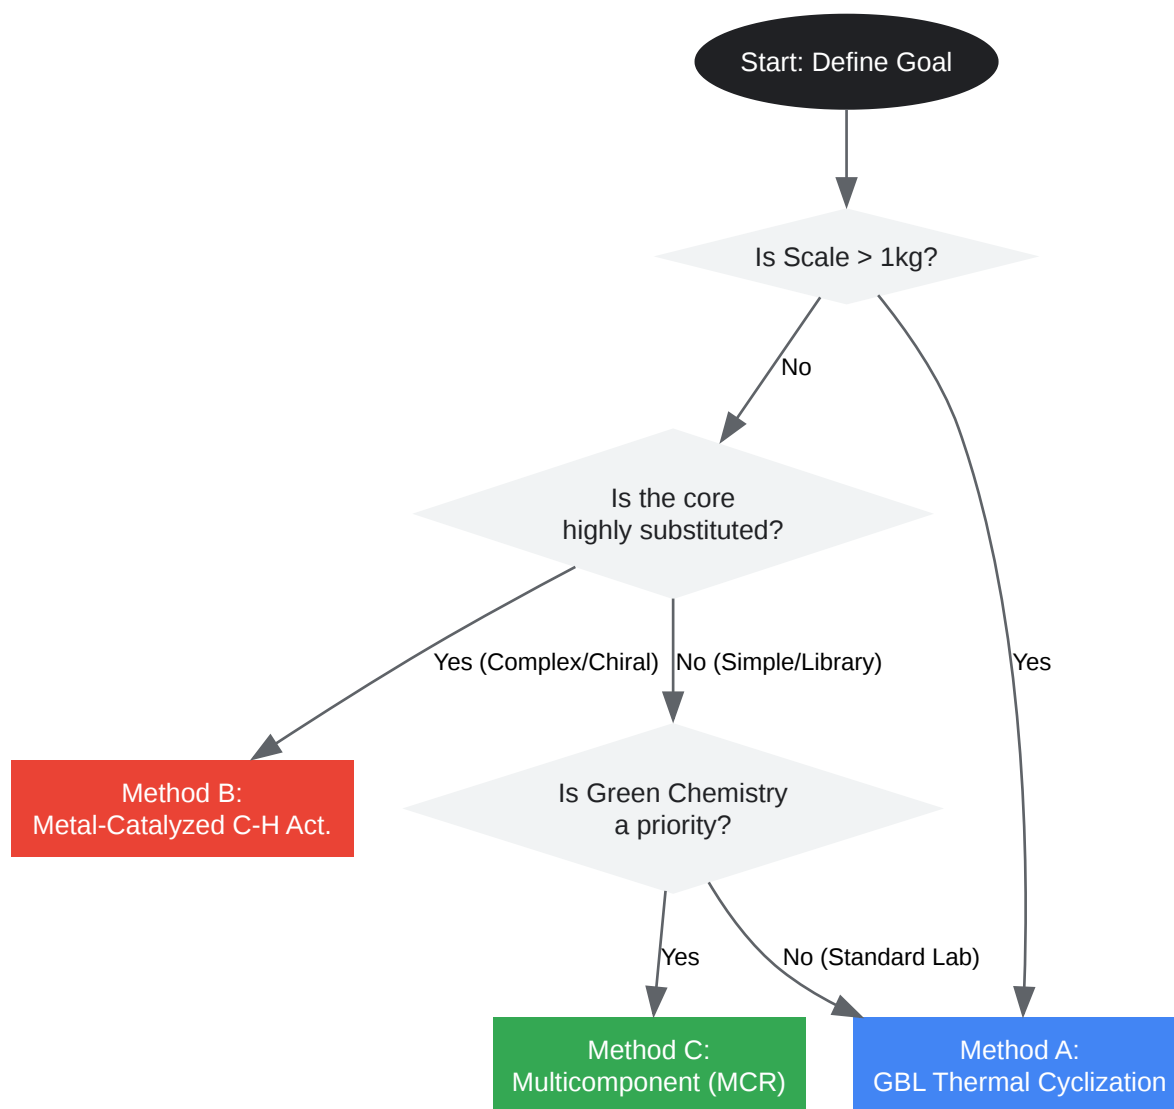 Start: Define Goal
Is Scale > 1kg?
No
Is the core
highly substituted?
Yes (Complex/Chiral)
No (Simple/Library)
Yes
Method B:
Metal-Catalyzed C-H Act.
Is Green Chemistry
a priority?
Yes
No (Standard Lab)
Method C:
Multicomponent (MCR)
Method A:
GBL Thermal Cyclization